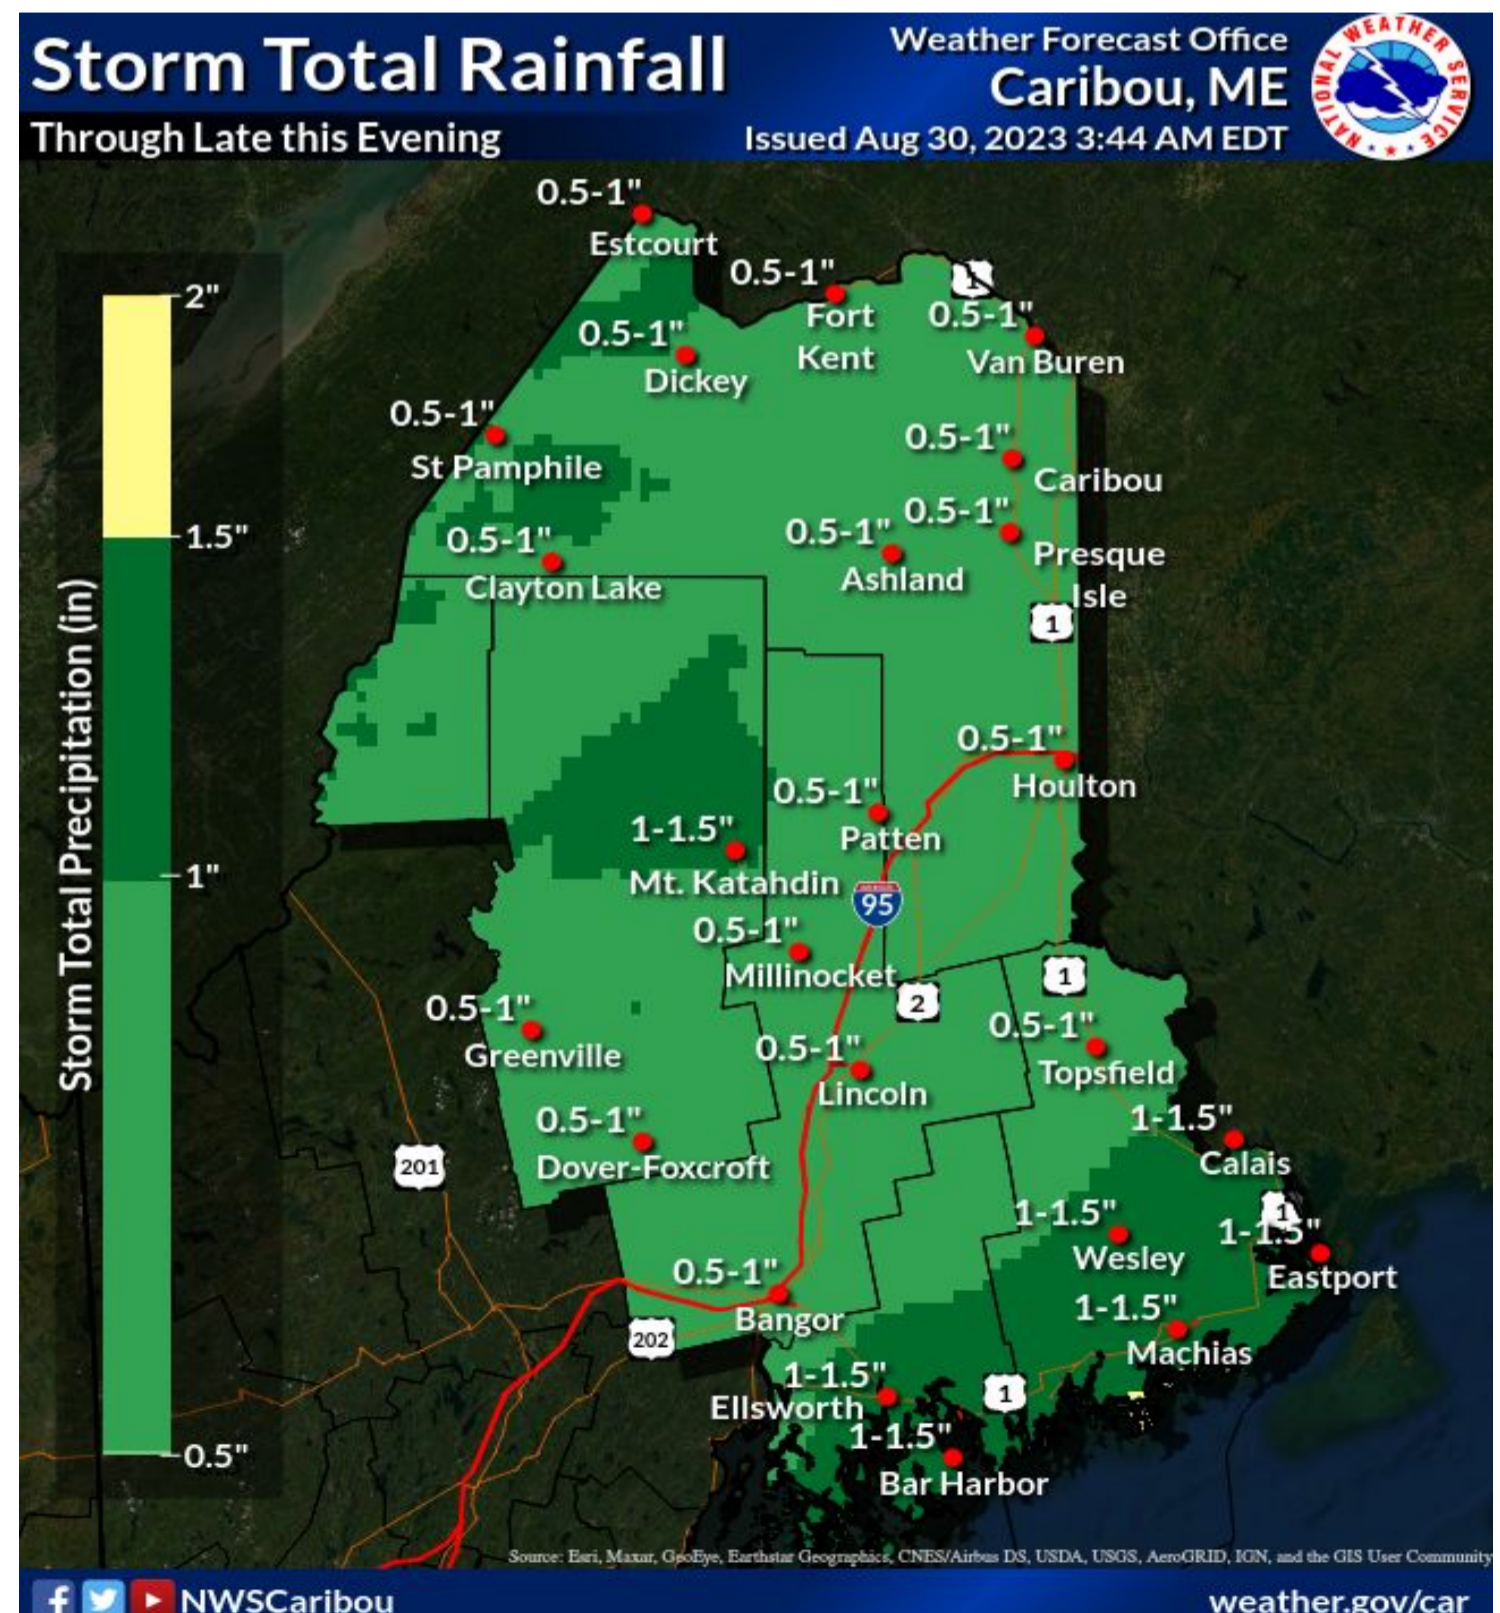 Storm Total Rainfall
Weather Forecast Office
Caribou, ME
Through Late this Evening
Issued Aug 30, 2023 3:44 AM EDT
NATIONAL WEATHER SERVICE
0.5-1"
Estcourt
0.5-1"
Fort
Kent
1
0.5-1"
Van Buren
0.5-1"
Dickey
0.5-1"
St Pamphile
0.5-1"
Caribou
0.5-1"
Presque
Isle
0.5-1"
Ashland
0.5-1"
Clayton Lake
1
0.5-1"
Houlton
0.5-1"
Patten
1-1.5"
Mt. Katahdin
95
0.5-1"
Millinocket
2
1
0.5-1"
Greenville
0.5-1"
Topsfield
0.5-1"
Lincoln
0.5-1"
Dover-Foxcroft
1-1.5"
Calais
201
1-1.5"
Wesley
1
1-1.5"
Eastport
0.5-1"
Bangor
1-1.5"
Machias
202
1-1.5"
Ellsworth
1
1-1.5"
Bar Harbor
Storm Total Precipitation (in)
2"
1.5"
1"
0.5"
Source: Esri, Maxar, GeoEye, Earthstar Geographics, CNES/Airbus DS, USDA, USGS, AeroGRID, IGN, and the GIS User Community
NWSCaribou
weather.gov/car